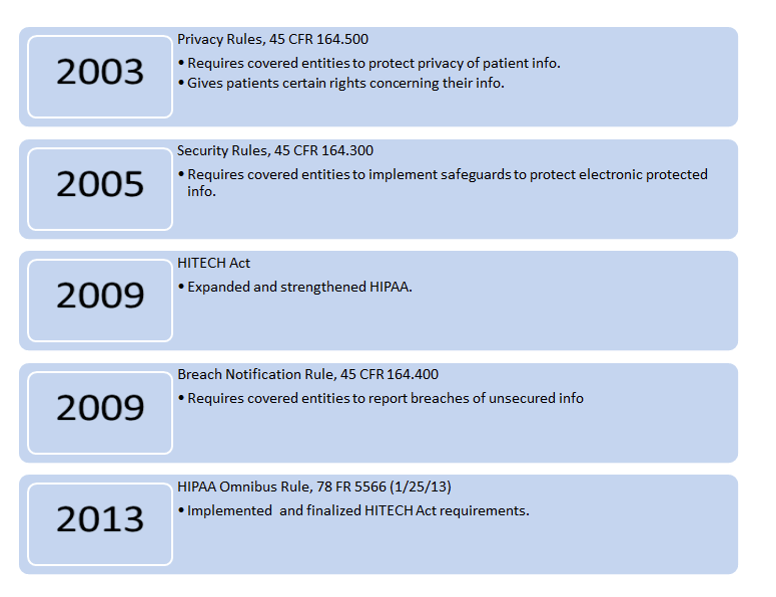 2003
Privacy Rules, 45 CFR 164.500
• Requires covered entities to protect privacy of patient info.
• Gives patients certain rights concerning their info.
2005
Security Rules, 45 CFR 164.300
• Requires covered entities to implement safeguards to protect electronic protected
info.
2009
HITECH Act
• Expanded and strengthened HIPAA.
2009
Breach Notification Rule, 45 CFR 164.400
• Requires covered entities to report breaches of unsecured info
2013
HIPAA Omnibus Rule, 78 FR 5566 (1/25/13)
• Implemented  and finalized HITECH Act requirements.